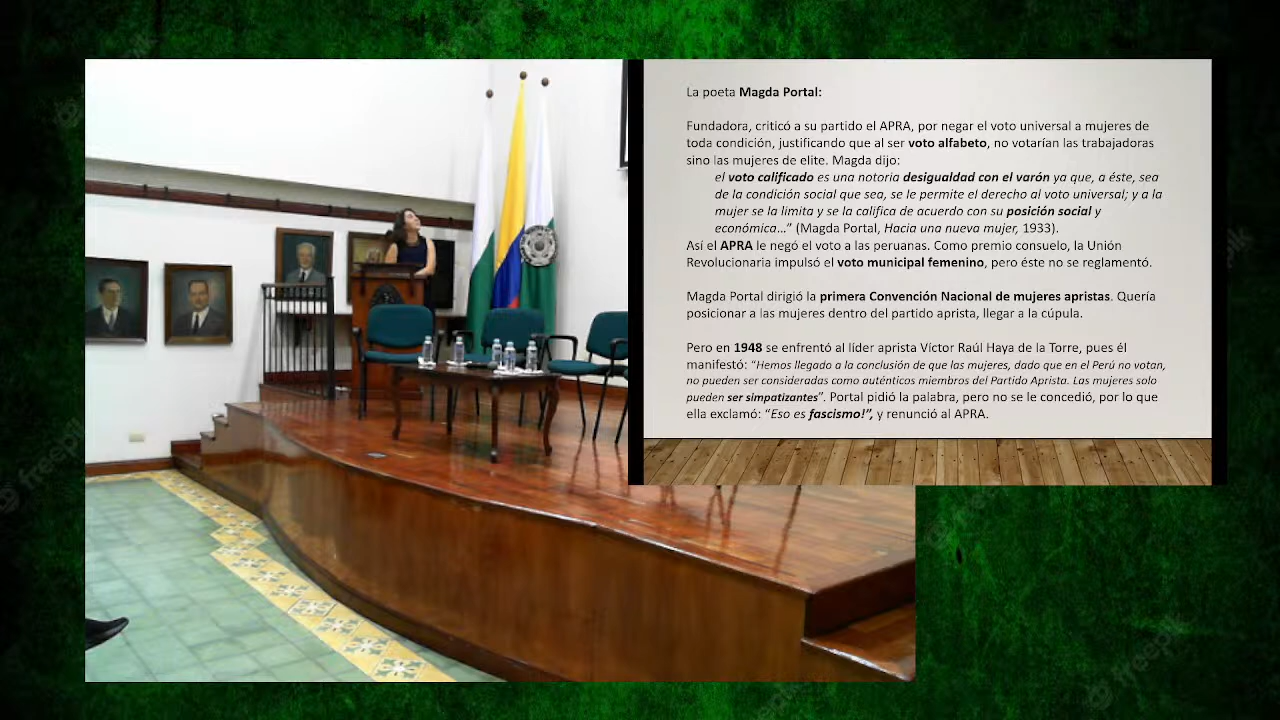 La poeta Magda Portal:
Fundadora, criticó a su partido el APRA, por negar el voto universal a mujeres de
toda condición, justificando que al ser voto alfabeto, no votarían las trabajadoras
sino las mujeres de elite. Magda dijo:
el voto calificado es una notoria desigualdad con el varón ya que, a éste, sea
de la condición social que sea, se le permite el derecho al voto universal; y a la
mujer se la limita y se la califica de acuerdo con su posición social y
económica…” (Magda Portal, Hacia una nueva mujer, 1933).
Así el APRA le negó el voto a las peruanas. Como premio consuelo, la Unión
Revolucionaria impulsó el voto municipal femenino, pero éste no se reglamentó.
Magda Portal dirigió la primera Convención Nacional de mujeres apristas. Quería
posicionar a las mujeres dentro del partido aprista, llegar a la cúpula.
Pero en 1948 se enfrentó al líder aprista Víctor Raúl Haya de la Torre, pues él
manifestó: “Hemos llegado a la conclusión de que las mujeres, dado que en el Perú no votan,
no pueden ser consideradas como auténticos miembros del Partido Aprista. Las mujeres solo
pueden ser simpatizantes”. Portal pidió la palabra, pero no se le concedió, por lo que
ella exclamó: “Eso es fascismo!”, y renunció al APRA.
freepik
freepik